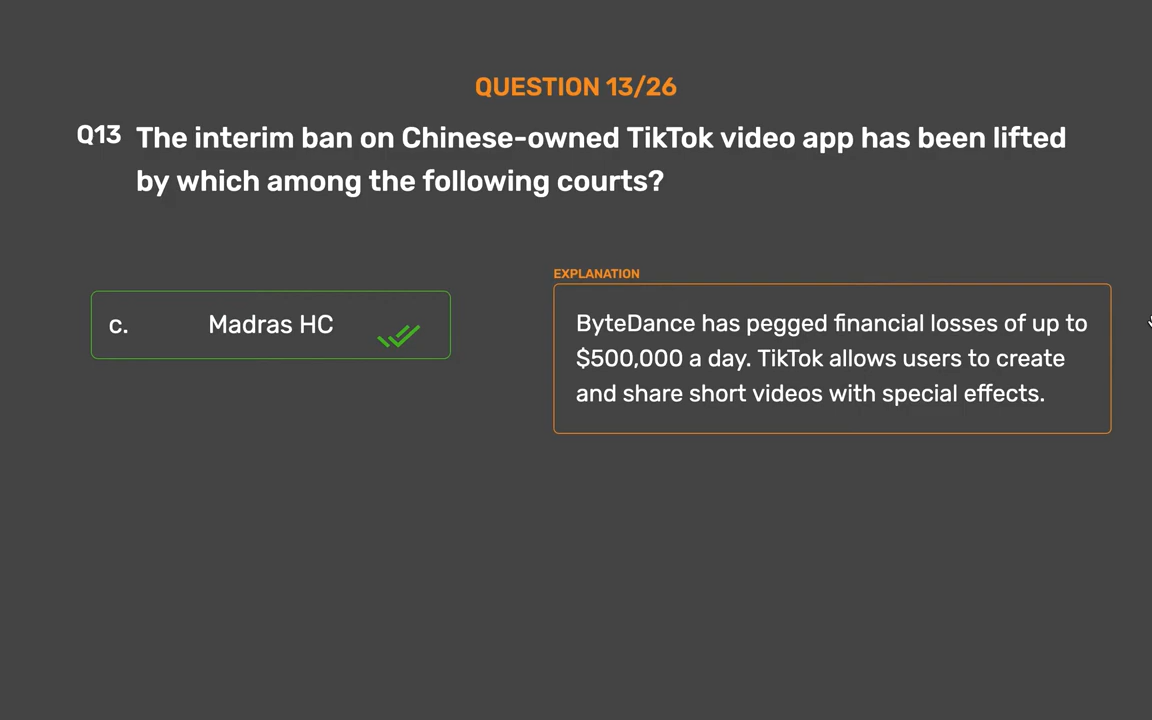 QUESTION 13/26
Q13 The interim ban on Chinese-owned TikTok video app has been lifted
by which among the following courts?
c. Madras HC
EXPLANATION
ByteDance has pegged financial losses of up to
$500,000 a day. TikTok allows users to create
and share short videos with special effects.